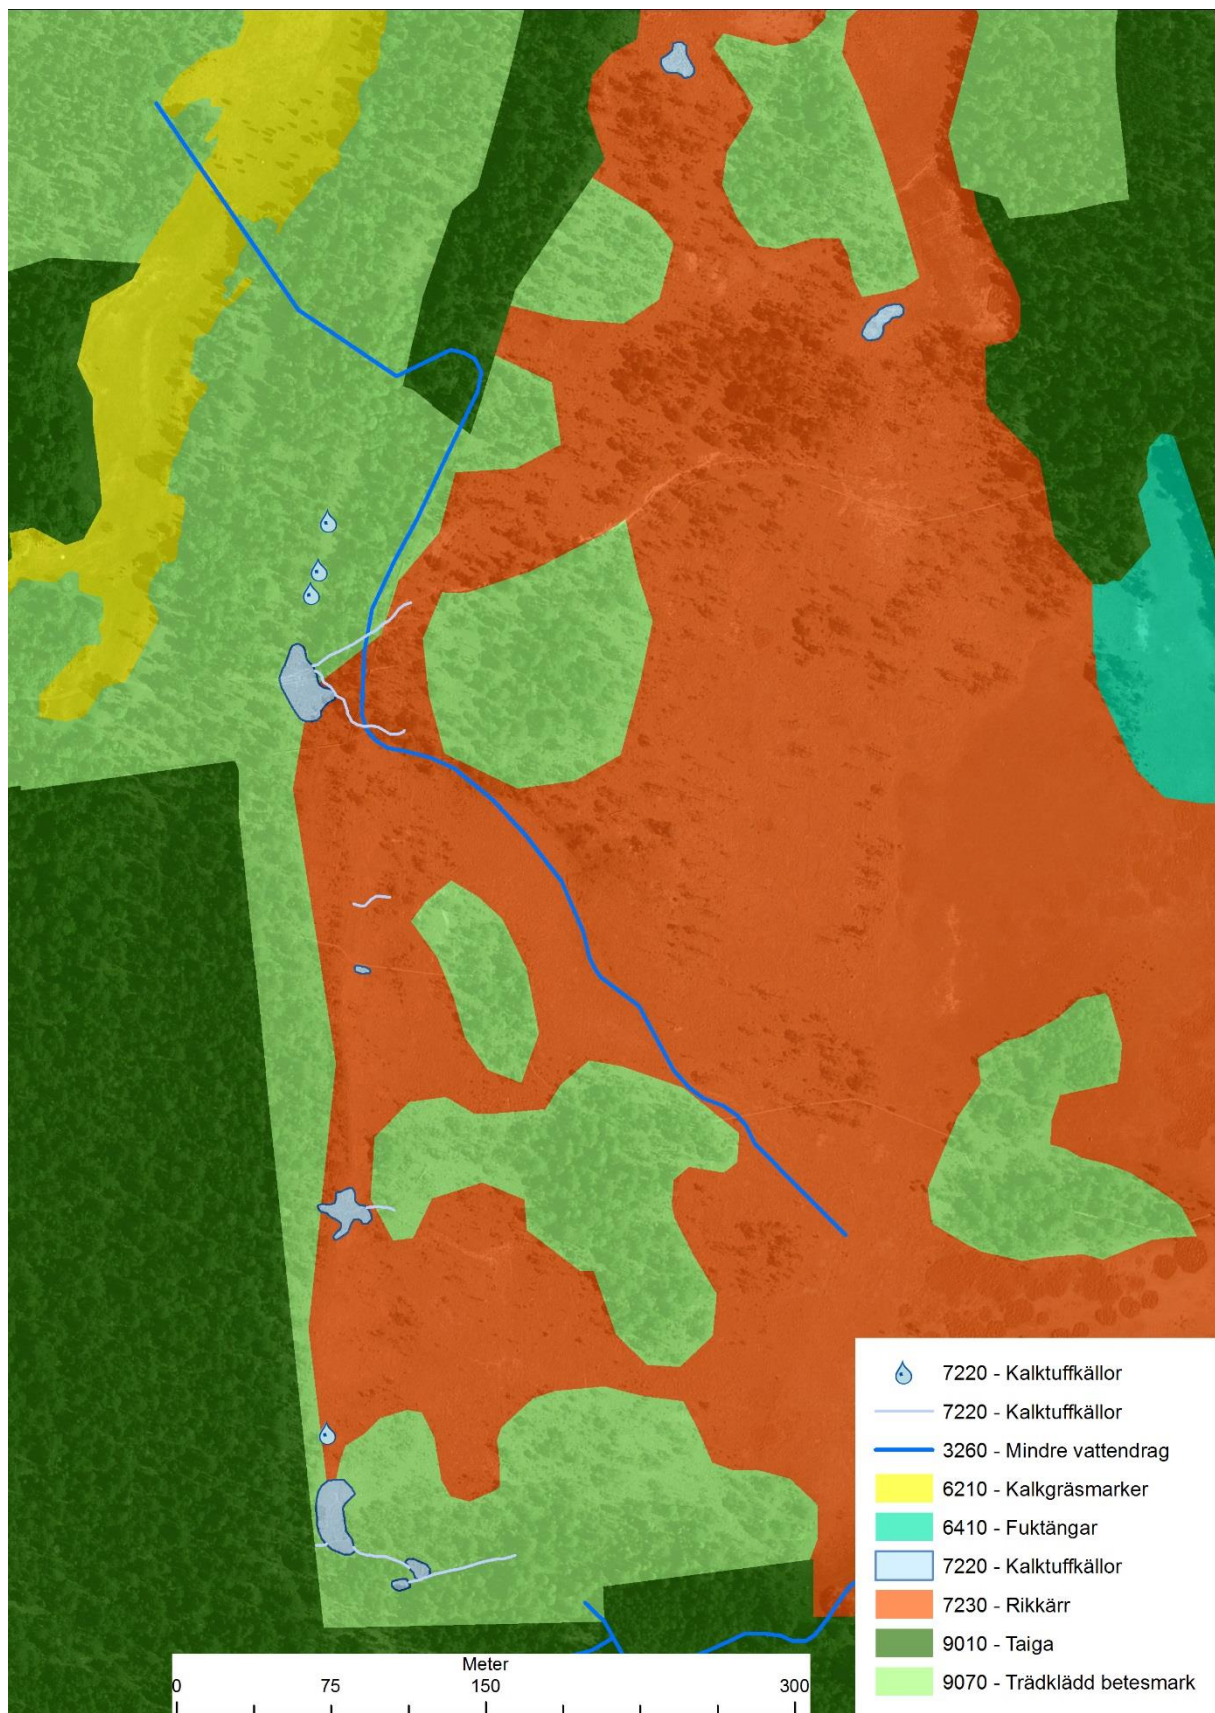 7220 - Kalktuffkällor
7220 - Kalktuffkällor
3260 - Mindre vattendrag
6210 - Kalkgräsmarker
6410 - Fuktängar
7220 - Kalktuffkällor
7230 - Rikkärr
9010 - Taiga
9070 - Trädklädd betesmark
Meter
0 75 150 300